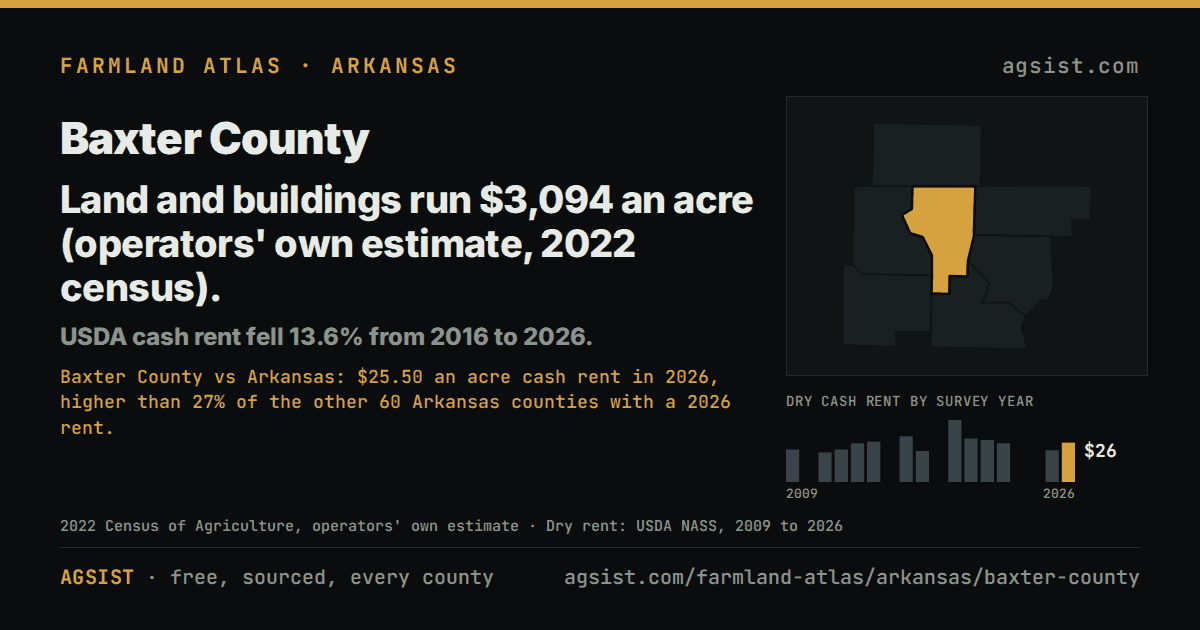 FARMLAND ATLAS · ARKANSAS
agsist.com
Baxter County
Land and buildings run $3,094 an acre
(operators' own estimate, 2022
census).
USDA cash rent fell 13.6% from 2016 to 2026.
Baxter County vs Arkansas: $25.50 an acre cash rent in 2026,
higher than 27% of the other 60 Arkansas counties with a 2026
rent.
DRY CASH RENT BY SURVEY YEAR
$26
2009
2026
2022 Census of Agriculture, operators' own estimate · Dry rent: USDA NASS, 2009 to 2026
AGSIST · free, sourced, every county
agsist.com/farmland-atlas/arkansas/baxter-county